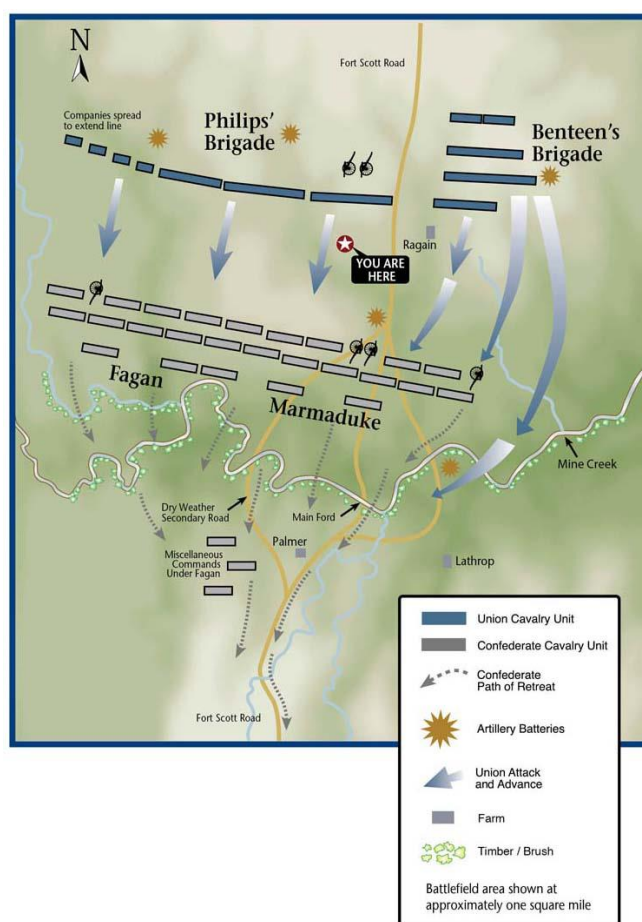 N
Fort Scott Road
Companies spread
to extend line
Philips'
Brigade
Benteen's
Brigade
Ragain
YOU ARE
HERE
Fagan
Marmaduke
Mine Creek
Dry Weather
Secondary Road
Main Ford
Palmer
Miscellaneous
Commands
Under Fagan
Lathrop
Fort Scott Road
Union Cavalry Unit
Confederate Cavalry Unit
Confederate
Path of Retreat
Artillery Batteries
Union Attack
and Advance
Farm
Timber / Brush
Battlefield area shown at
approximately one square mile